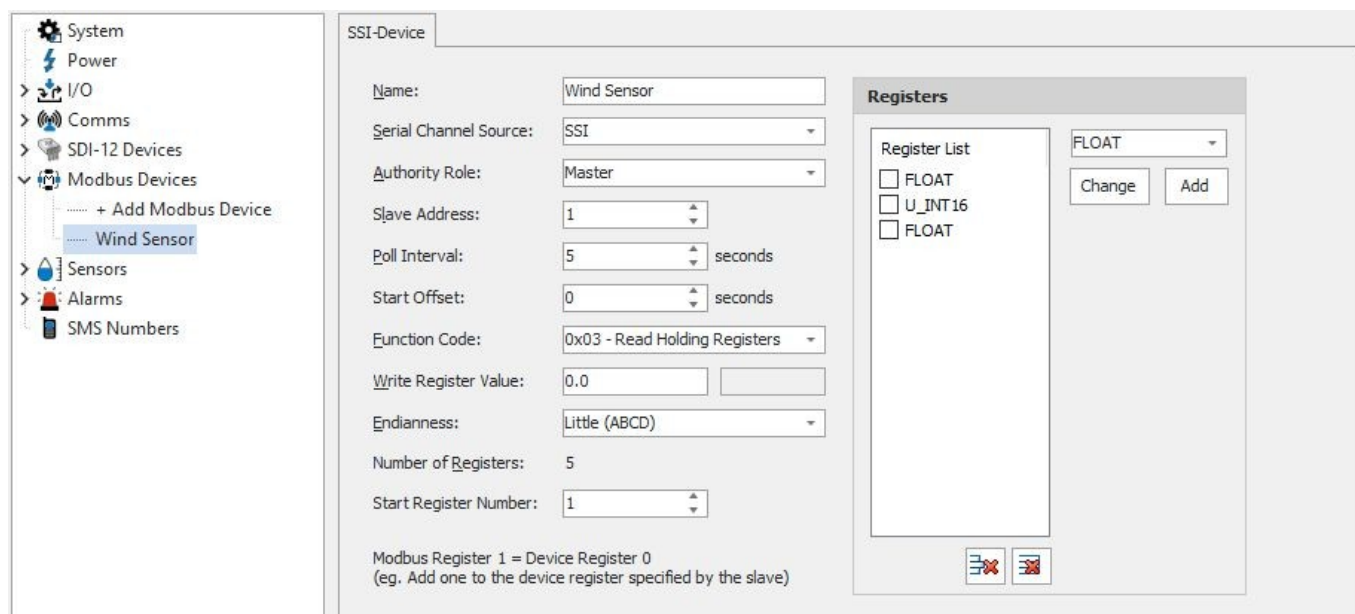 System
Power
I/O
Comms
SDI-12 Devices
Modbus Devices
+ Add Modbus Device
Wind Sensor
Sensors
Alarms
SMS Numbers
SSI-Device
Name: Wind Sensor
Serial Channel Source: SSI
Authority Role: Master
Slave Address: 1
Poll Interval: 5 seconds
Start Offset: 0 seconds
Function Code: 0x03 - Read Holding Registers
Write Register Value: 0.0
Endianness: Little (ABCD)
Number of Registers: 5
Start Register Number: 1
Modbus Register 1 = Device Register 0
(eg. Add one to the device register specified by the slave)
Registers
Register List
FLOAT
U_INT16
FLOAT
FLOAT
Change Add